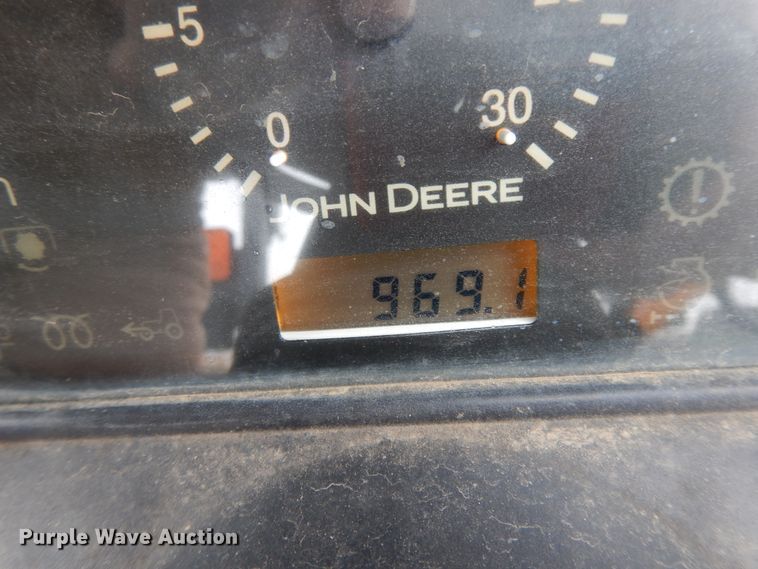 5
0
30
JOHN DEERE
969.1
Purple Wave Auction